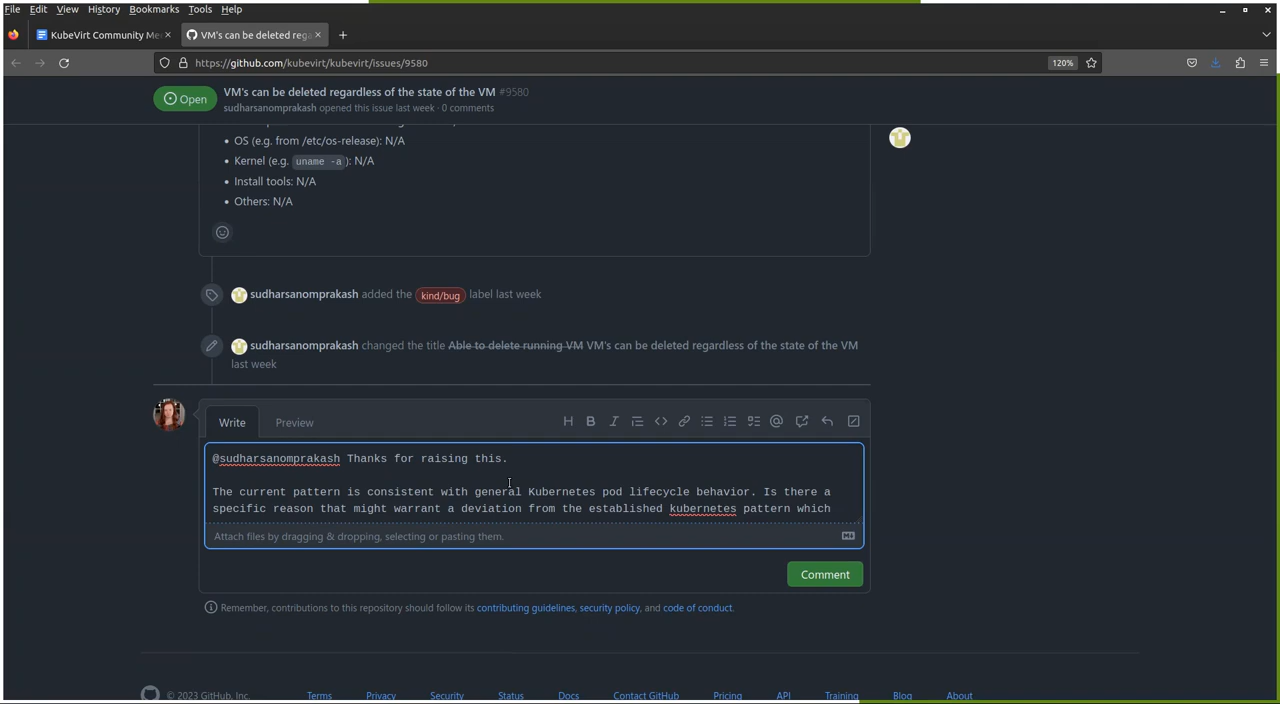 File Edit View History Bookmarks Tools Help
KubeVirt Community Me
VM's can be deleted rega
https://github.com/kubevirt/kubevirt/issues/9580
120%
Open
VM's can be deleted regardless of the state of the VM #9580
sudharsanomprakash opened this issue last week · 0 comments
• OS (e.g. from /etc/os-release): N/A
• Kernel (e.g. uname -a ): N/A
• Install tools: N/A
• Others: N/A
sudharsanomprakash added the kind/bug label last week
sudharsanomprakash changed the title Able to delete running VM VM's can be deleted regardless of the state of the VM
last week
Write Preview
@sudharsanomprakash Thanks for raising this.
The current pattern is consistent with general Kubernetes pod lifecycle behavior. Is there a
specific reason that might warrant a deviation from the established kubernetes pattern which
Attach files by dragging & dropping, selecting or pasting them.
Comment
Remember, contributions to this repository should follow its contributing guidelines, security policy, and code of conduct.
© 2023 GitHub, Inc. Terms Privacy Security Status Docs Contact GitHub Pricing API Training Blog About